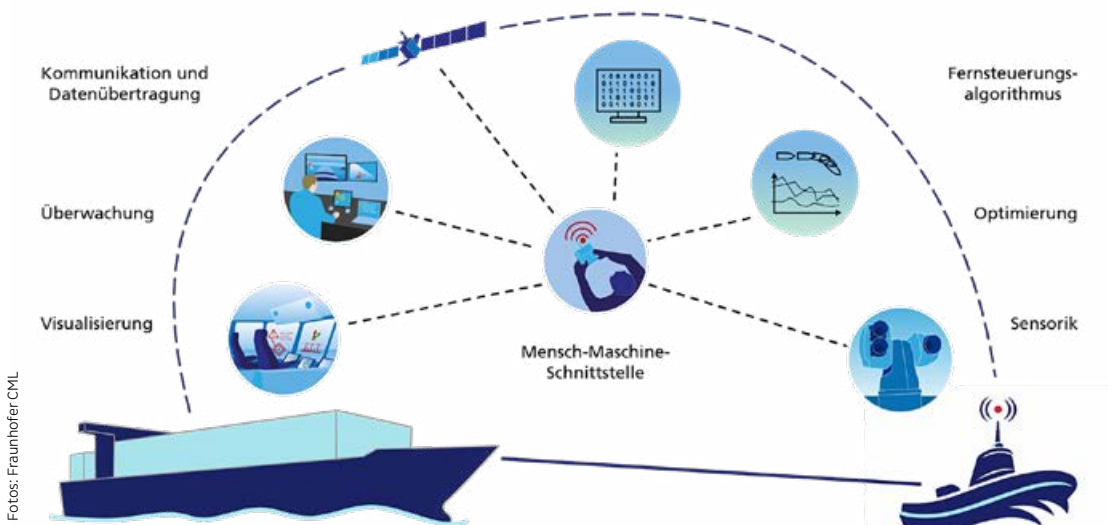 Kommunikation und
Datenübertragung
Fernsteuerungs-
algorithmus
Überwachung
Optimierung
Visualisierung
Sensorik
Mensch-Maschine-
Schnittstelle
Fotos: Fraunhofer CML